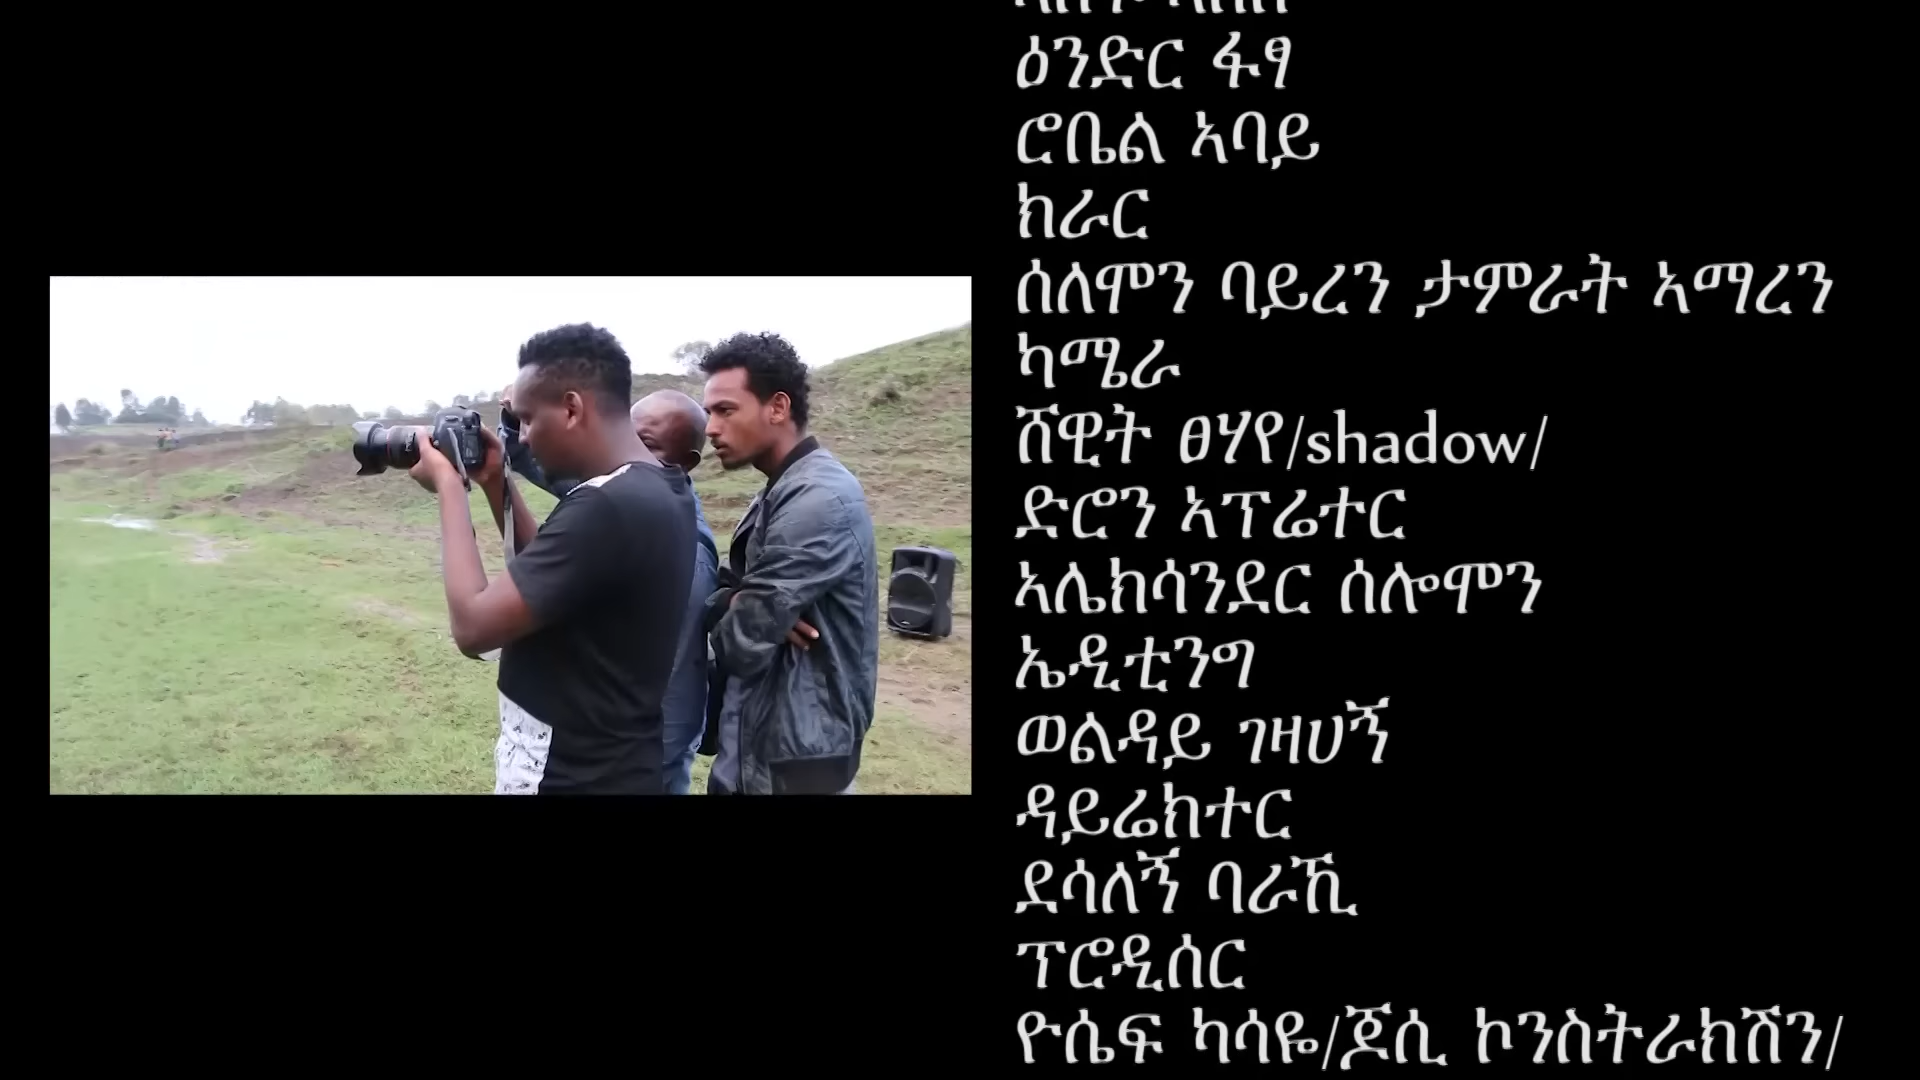 ዕንድር ፋፃ
ሮቤል ኣባይ
ክራር
ሰለሞን ባይረን ታምራት ኣማረን
ካሜራ
ሸዊት ፀሃየ/shadow/
ድሮን ኣፕሬተር
ኣሌክሳንደር ሰሎሞን
ኤዲቲንግ
ወልዳይ ገዛሀኝ
ዳይሬክተር
ደሳለኝ ባራኺ
ፕሮዲሰር
ዮሴፍ ካሳዬ/ጆሲ ኮንስትራክሽን/